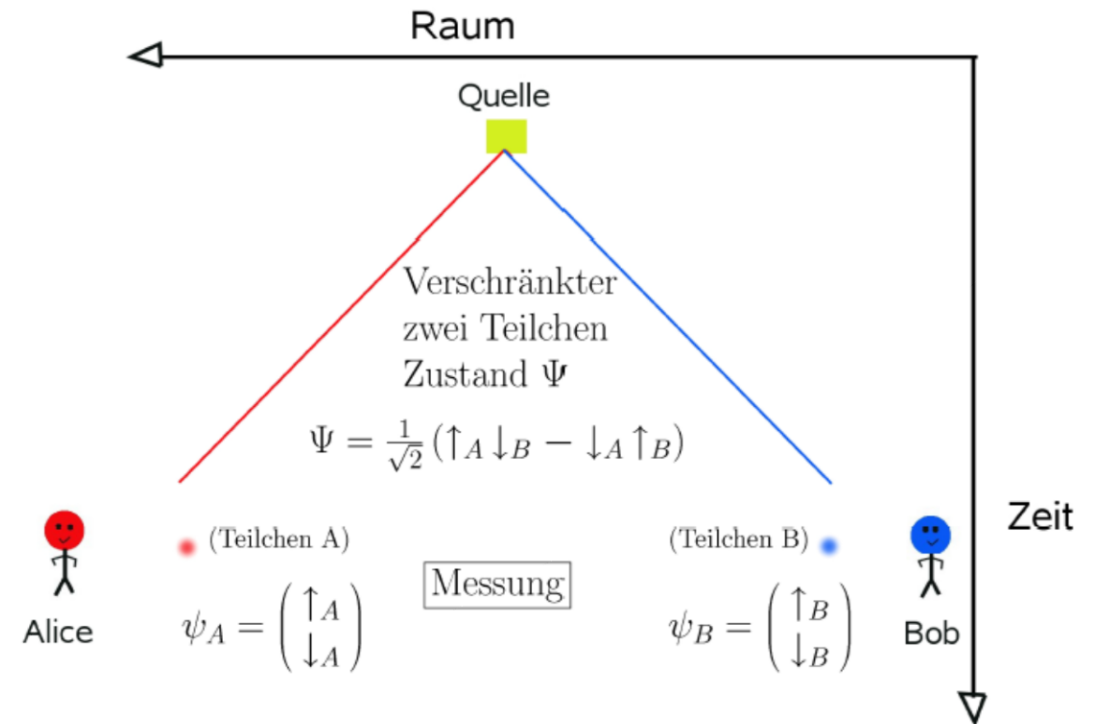 Raum
Quelle
Verschränkter
zwei Teilchen
Zustand Ψ
Ψ = 1/√2 (↑A ↓B − ↓A ↑B)
Zeit
(Teilchen A)
(Teilchen B)
Messung
ψA = ( ↑A
↓A )
ψB = ( ↑B
↓B )
Alice
Bob